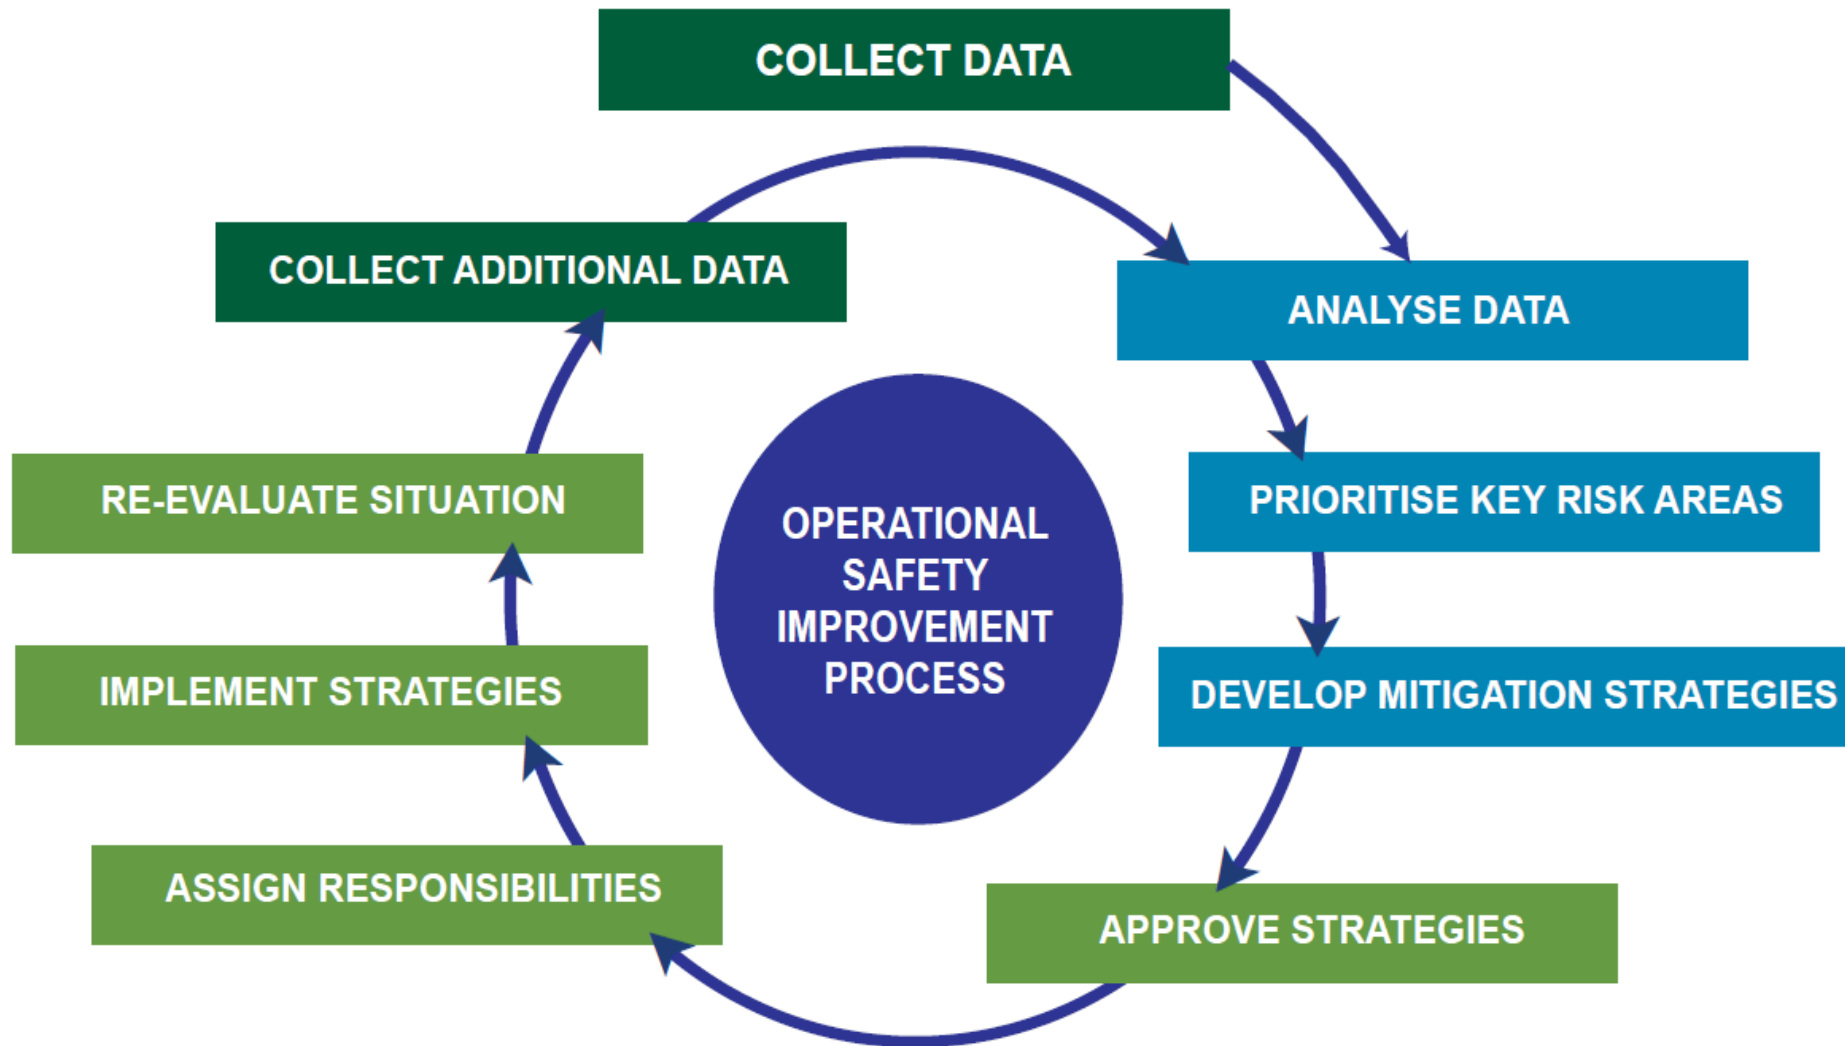 COLLECT DATA
COLLECT ADDITIONAL DATA
ANALYSE DATA
PRIORITISE KEY RISK AREAS
DEVELOP MITIGATION STRATEGIES
APPROVE STRATEGIES
ASSIGN RESPONSIBILITIES
IMPLEMENT STRATEGIES
RE-EVALUATE SITUATION
OPERATIONAL
SAFETY
IMPROVEMENT
PROCESS